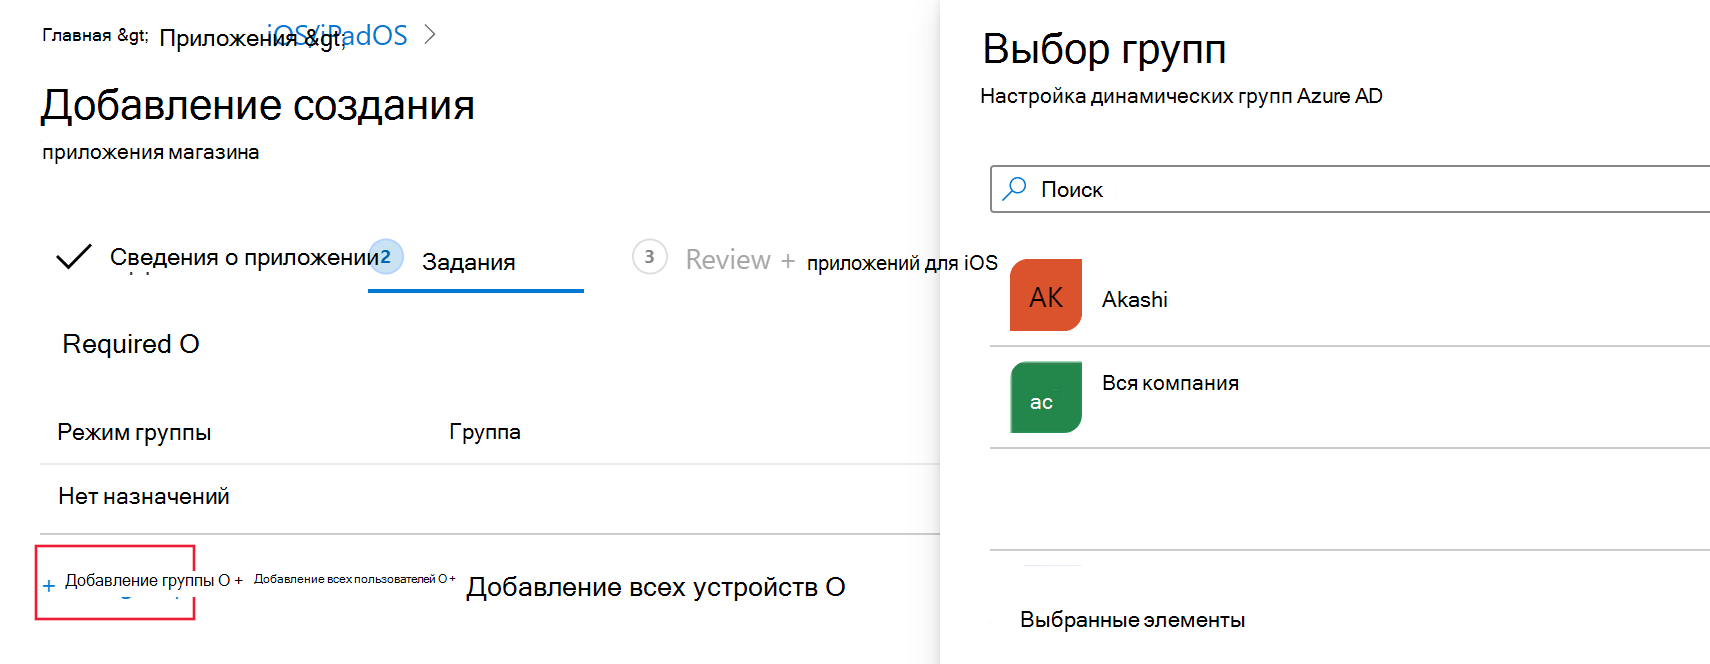 Главная &gt; Приложения &gt; iOS/iPadOS >
Добавление создания
приложения магазина
Сведения о приложении 2 Задания 3 Review + приложений для iOS
Required O
Режим группы Группа
Нет назначений
+ Добавление группы O + Добавление всех пользователей O + Добавление всех устройств O
Выбор групп
Настройка динамических групп Azure AD
Поиск
AK Akashi
ac Вся компания
Выбранные элементы